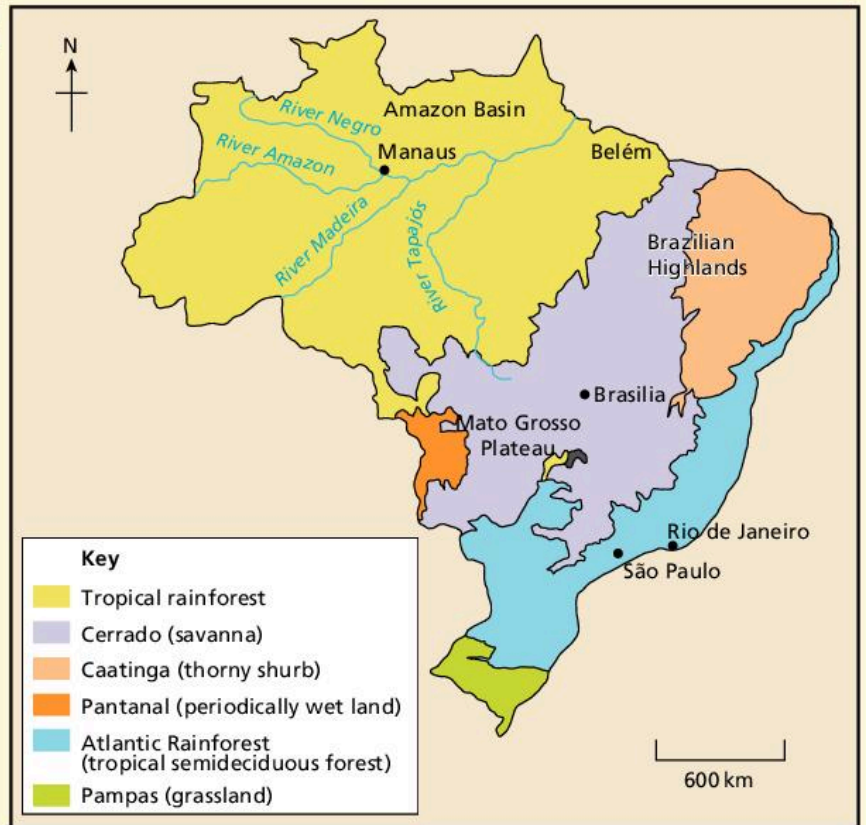 N
River Negro
Amazon Basin
River Amazon
Manaus
Belém
River Madeira
River Tapajós
Brazilian
Highlands
Brasilia
Mato Grosso
Plateau
Rio de Janeiro
São Paulo
Key
Tropical rainforest
Cerrado (savanna)
Caatinga (thorny shurb)
Pantanal (periodically wet land)
Atlantic Rainforest
(tropical semideciduous forest)
Pampas (grassland)
600 km